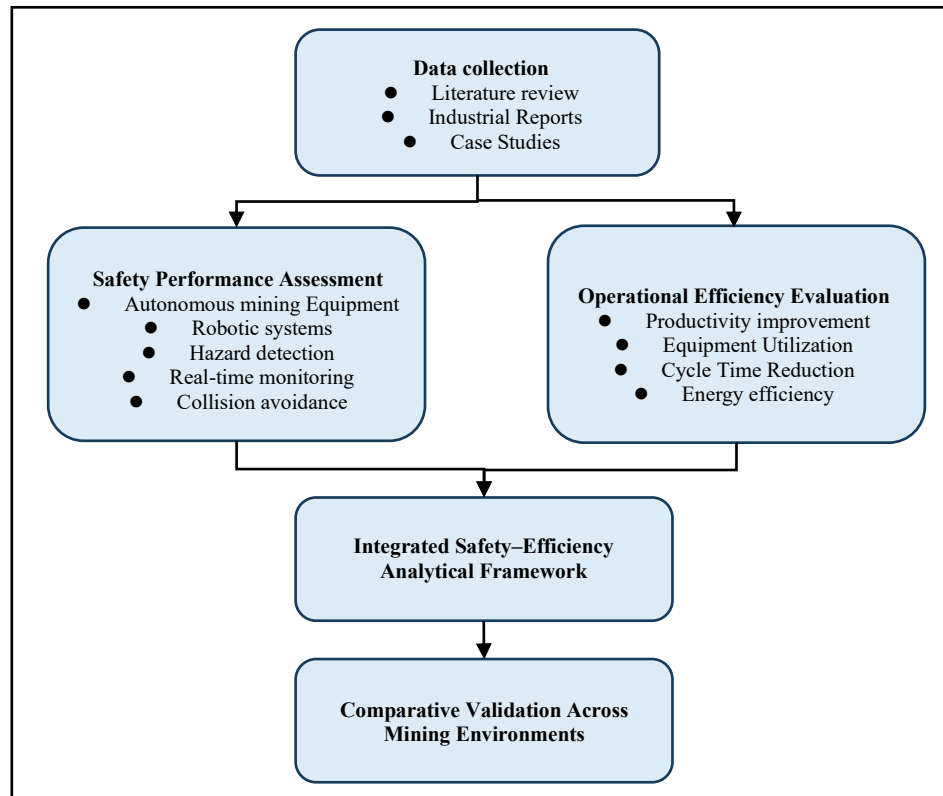 Data collection
● Literature review
● Industrial Reports
● Case Studies
Safety Performance Assessment
● Autonomous mining Equipment
● Robotic systems
● Hazard detection
● Real-time monitoring
● Collision avoidance
Operational Efficiency Evaluation
● Productivity improvement
● Equipment Utilization
● Cycle Time Reduction
● Energy efficiency
Integrated Safety–Efficiency
Analytical Framework
Comparative Validation Across
Mining Environments